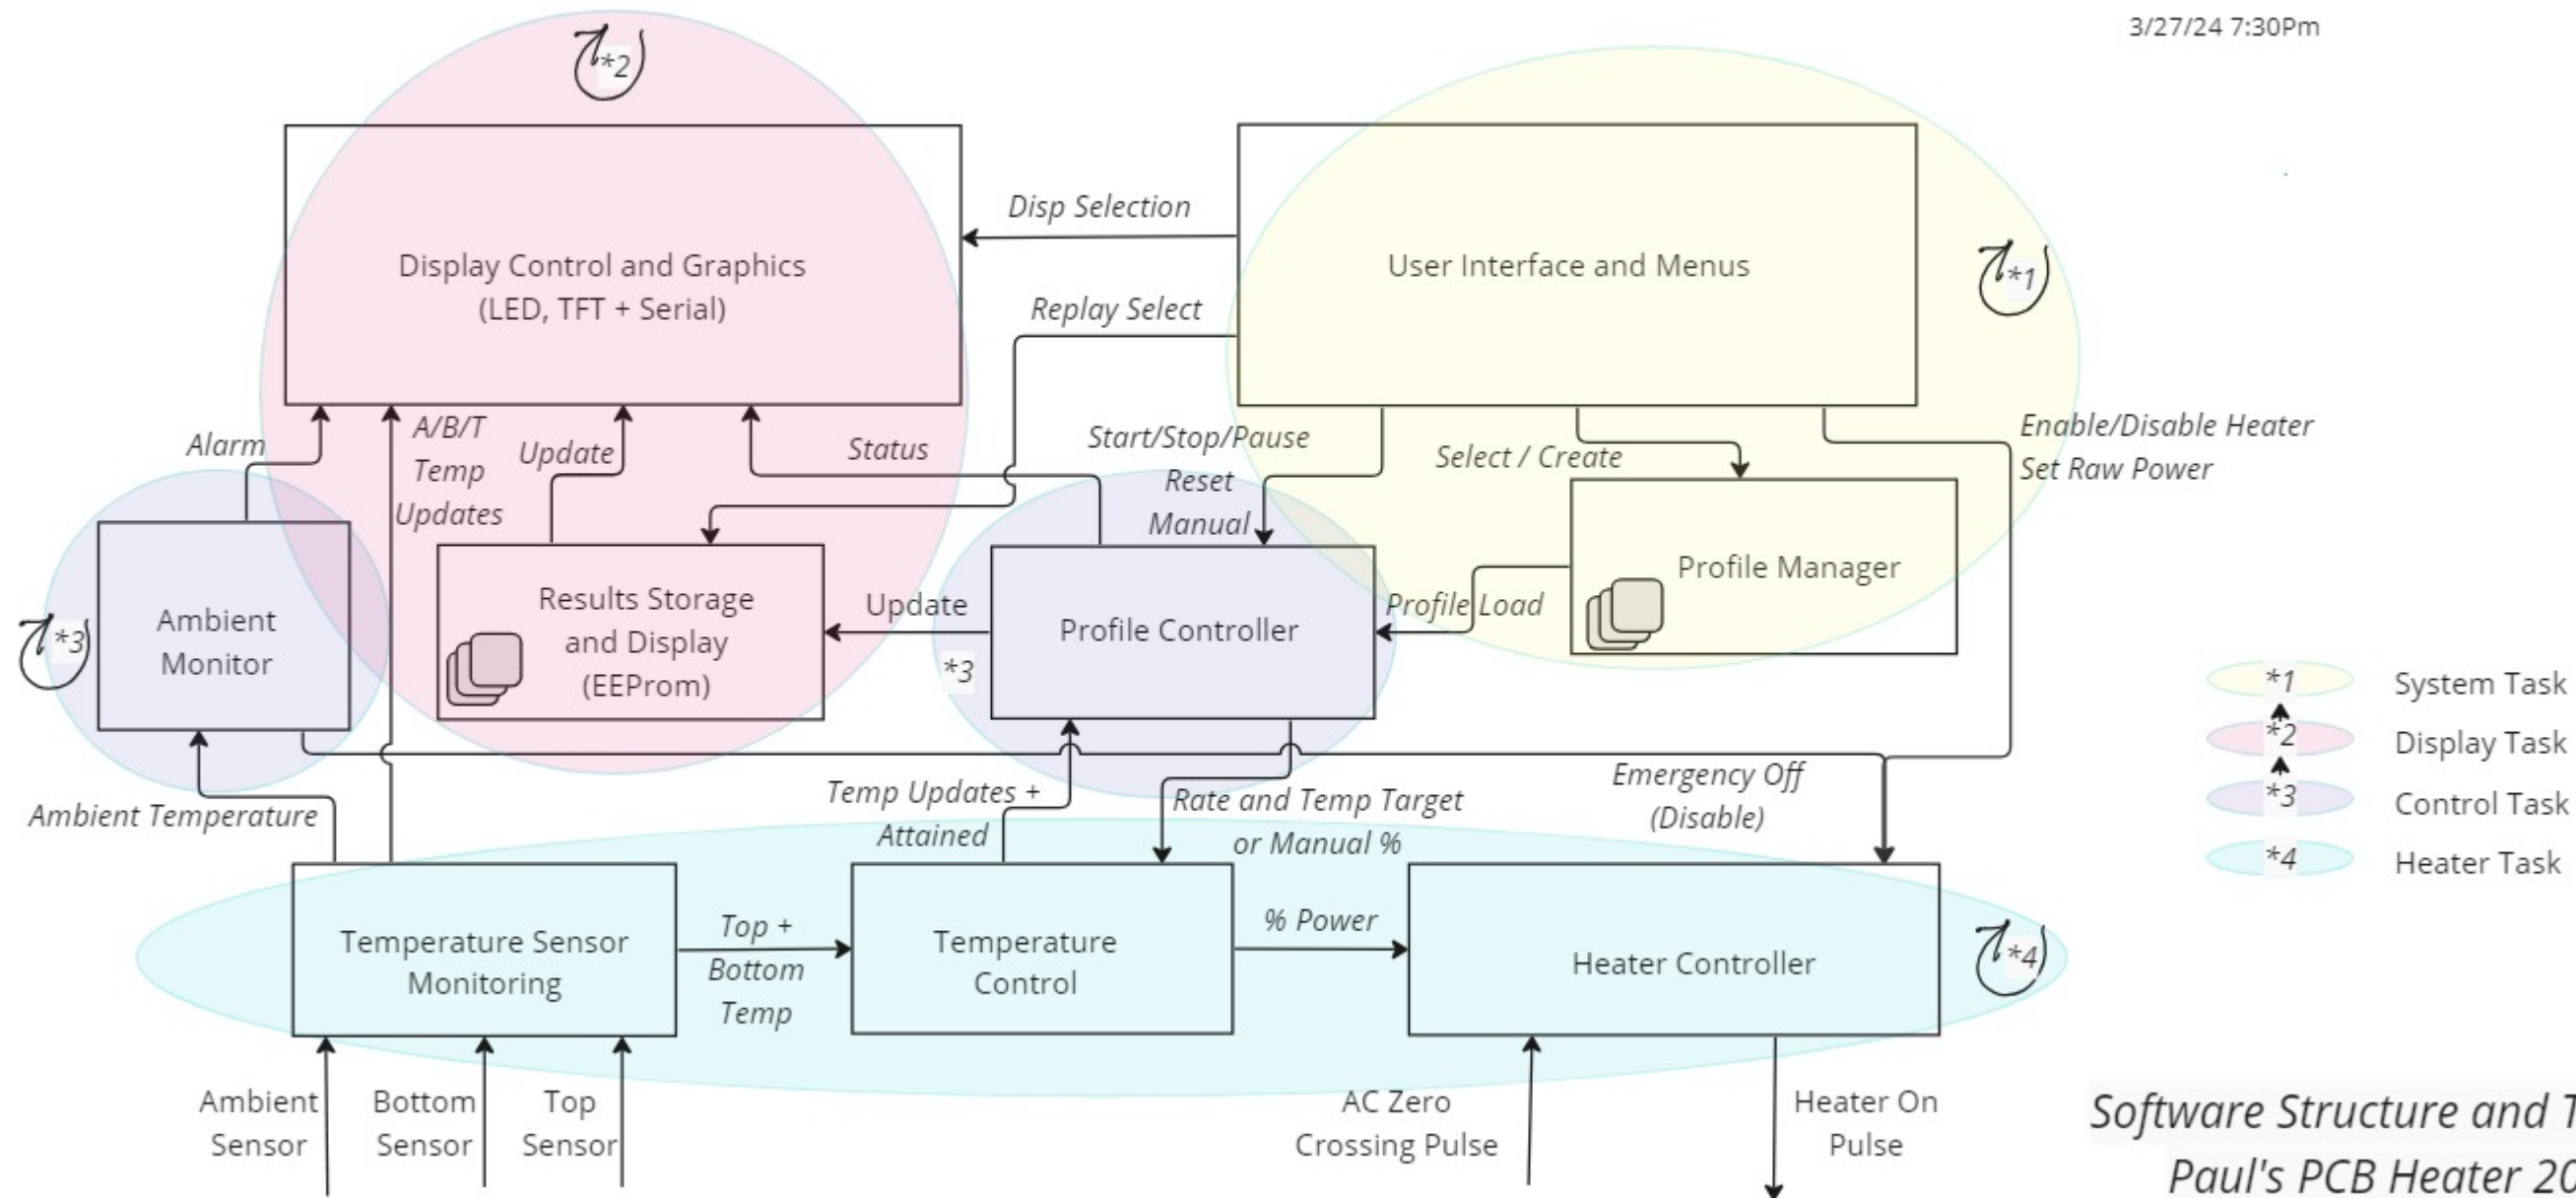 3/27/24 7:30Pm
*2
Disp Selection
Display Control and Graphics
(LED, TFT + Serial)
User Interface and Menus
*1
Replay Select
Alarm
A/B/T
Temp
Updates
Update
Status
Start/Stop/Pause
Reset
Manual
Select / Create
Enable/Disable Heater
Set Raw Power
Ambient
Monitor
*3
Results Storage
and Display
(EEProm)
Update
*3
Profile Controller
Profile Load
Profile Manager
*1 System Task
*2 Display Task
*3 Control Task
*4 Heater Task
Ambient Temperature
Temp Updates +
Attained
Rate and Temp Target
or Manual %
Emergency Off
(Disable)
Temperature Sensor
Monitoring
Top +
Bottom
Temp
Temperature
Control
% Power
Heater Controller
*4
Ambient
Sensor
Bottom
Sensor
Top
Sensor
AC Zero
Crossing Pulse
Heater On
Pulse
Software Structure and
Paul's PCB Heater